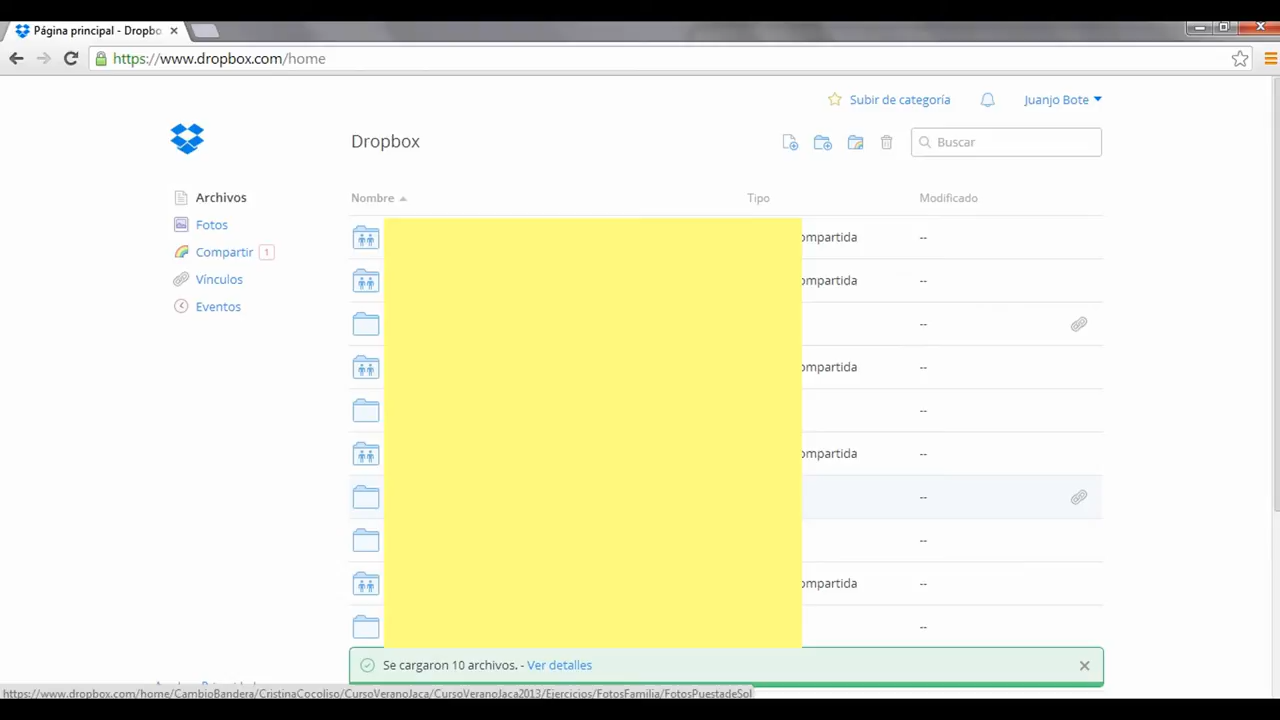 Página principal - Dropbo
https://www.dropbox.com/home
Subir de categoría
Juanjo Bote
Dropbox
Buscar
Archivos
Fotos
Compartir 1
Vínculos
Eventos
Nombre Tipo Modificado
ompartida --
ompartida --
--
ompartida --
--
ompartida --
--
--
ompartida --
--
Se cargaron 10 archivos. - Ver detalles
https://www.dropbox.com/home/CambioBandera/CristinaCocoliso/CursoVeranoJaca/CursoVeranoJaca2013/Ejercicios/FotosFamilia/FotosPuestadeSol